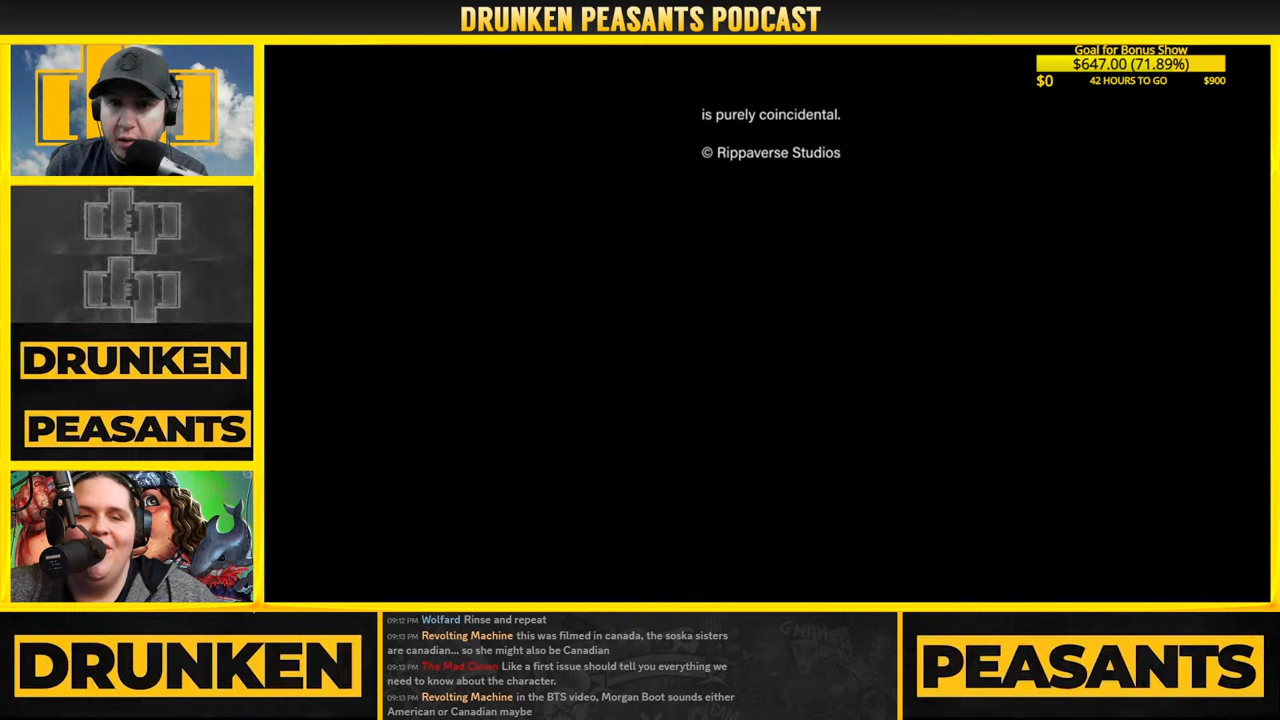 DRUNKEN PEASANTS PODCAST
Goal for Bonus Show
$647.00 (71.89%)
$0 42 HOURS TO GO $900
is purely coincidental.
© Rippaverse Studios
DRUNKEN
PEASANTS
09:12 PM Wolfard Rinse and repeat
09:13 PM Revolting Machine this was filmed in canada, the soska sisters
are canadian... so she might also be Canadian
09:13 PM The Mad Clown Like a first issue should tell you everything we
need to know about the character.
09:13 PM Revolting Machine in the BTS video, Morgan Boot sounds either
American or Canadian maybe
DRUNKEN
PEASANTS